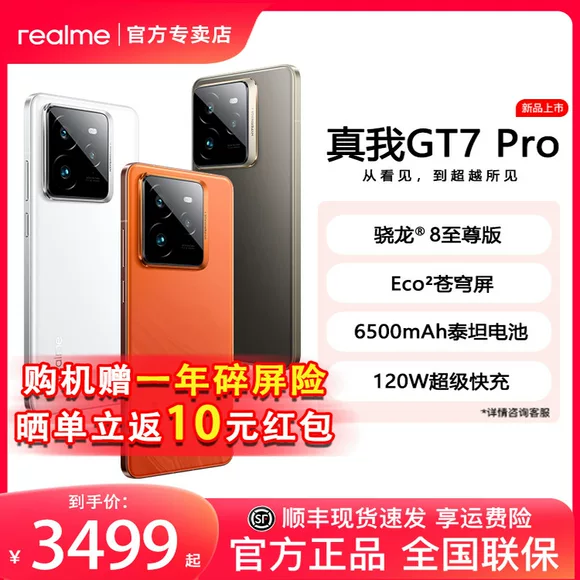 realme 官方专卖店
新品上市
真我GT7 Pro
从看见，到超越所见
骁龙® 8至尊版
Eco²苍穹屏
6500mAh泰坦电池
120W超级快充
*详情咨询客服
realme
购机赠一年碎屏险
晒单立返10元红包
到手价：
¥3499起
SF 顺丰现货速发 享运费险
官方正品 全国联保